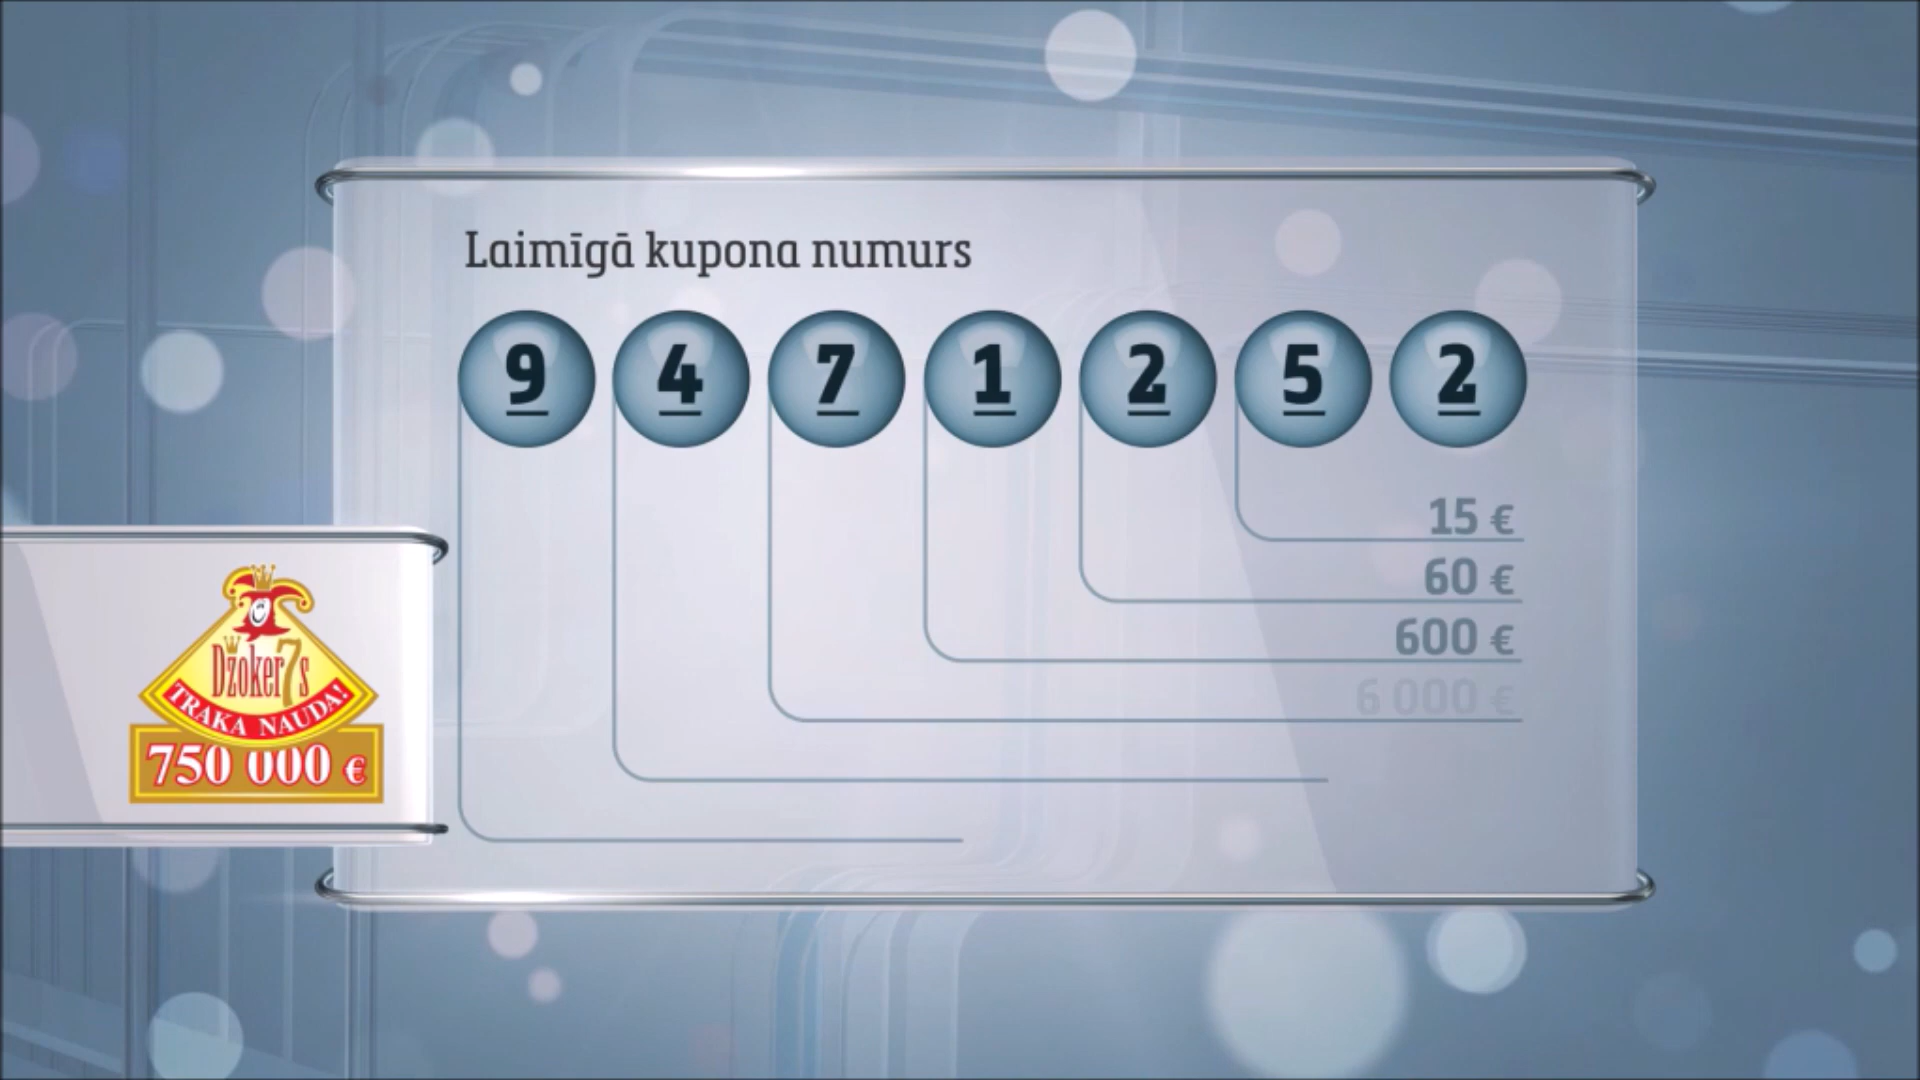 Laimīgā kupona numurs
9 4 7 1 2 5 2
15 €
60 €
600 €
6 000 €
Džoker7s
TRAKA NAUDA!
750 000 €